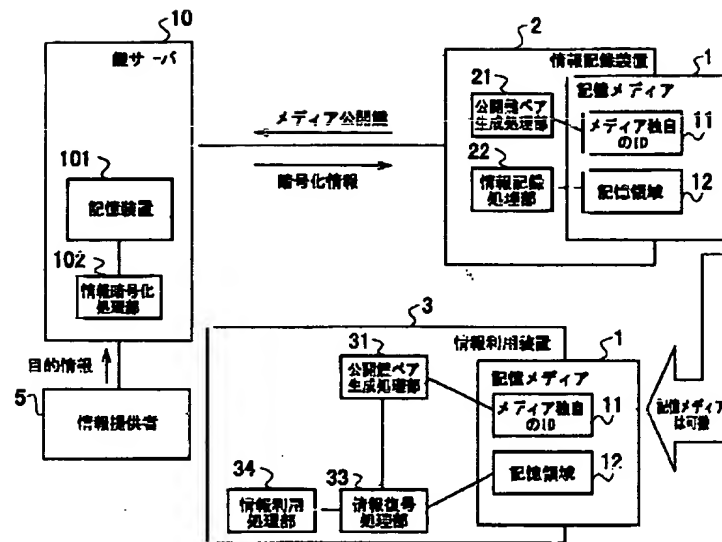 10
鍵サーバ
101
記憶装置
102
情報暗号化
処理部
目的情報
5
情報提供者
メディア公開鍵
暗号化情報
2
情報記録装置
21
公開鍵ペア
生成処理部
22
情報記録
処理部
1
記憶メディア
メディア独自
のID
11
記憶領域
12
3
情報利用装置
31
公開鍵ペア
生成処理部
34
情報利用
処理部
33
情報復号
処理部
1
記憶メディア
メディア独自
のID
11
記憶領域
12
記憶メディア
は可搬